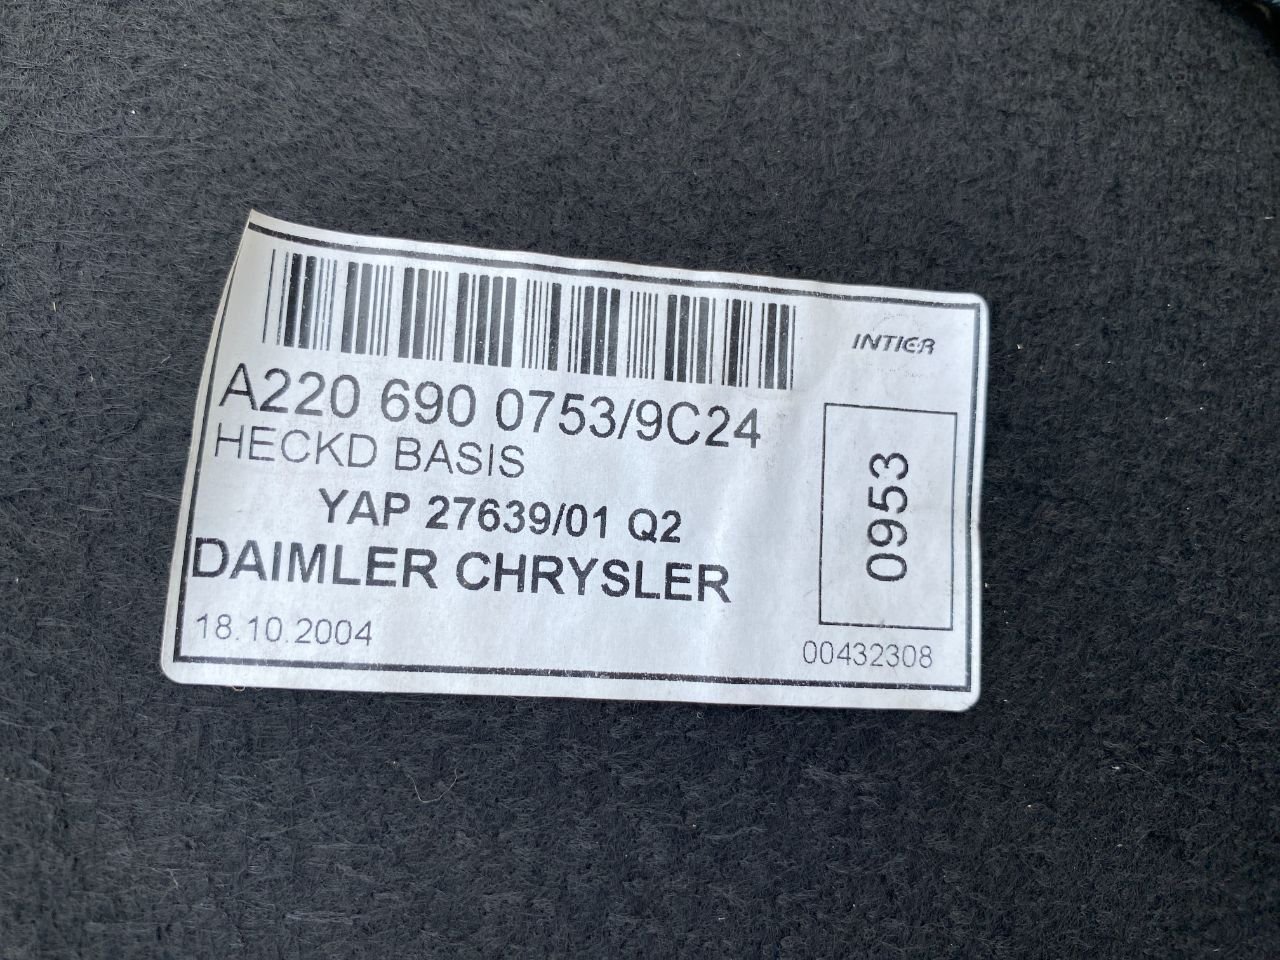 INTIER
A220 690 0753/9C24
HECKD BASIS
YAP 27639/01 Q2
DAIMLER CHRYSLER
0953
18.10.2004
00432308